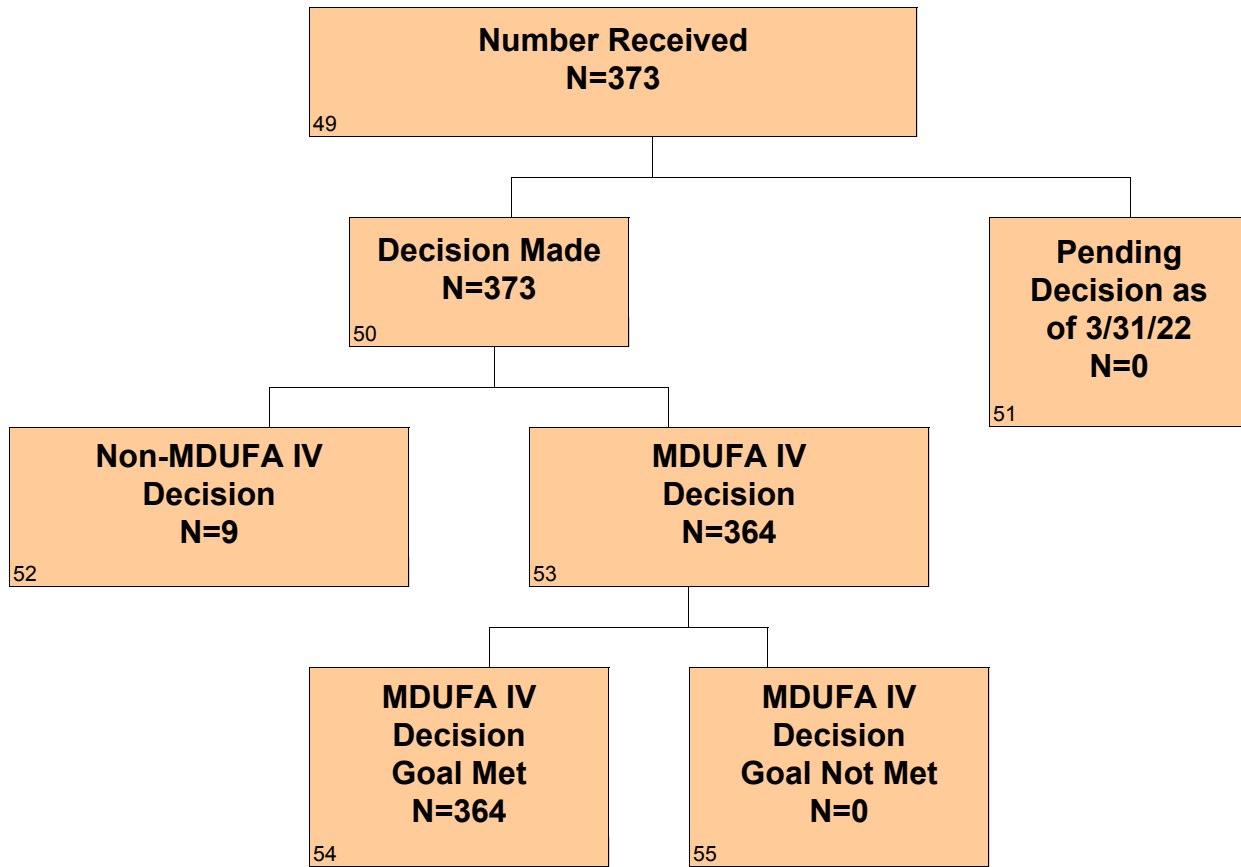 Number Received
N=373
49
Decision Made
N=373
50
Pending
Decision as
of 3/31/22
N=0
51
Non-MDUFA IV
Decision
N=9
52
MDUFA IV
Decision
N=364
53
MDUFA IV
Decision
Goal Met
N=364
54
MDUFA IV
Decision
Goal Not Met
N=0
55